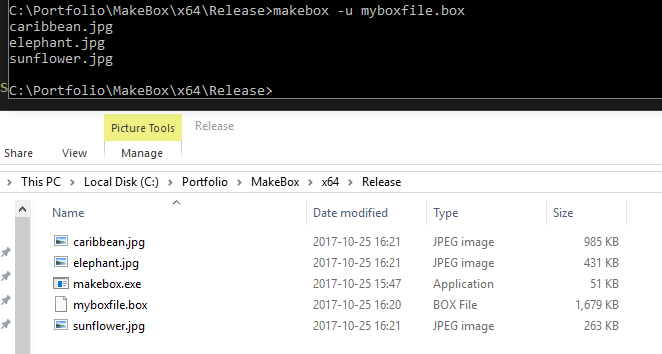 C:\Portfolio\MakeBox\x64\Release>makebox -u myboxfile.box
caribbean.jpg
elephant.jpg
sunflower.jpg
S
C:\Portfolio\MakeBox\x64\Release>
Picture Tools Release
Share View Manage
> This PC > Local Disk (C:) > Portfolio > MakeBox > x64 > Release
Name Date modified Type Size
caribbean.jpg 2017-10-25 16:21 JPEG image 985 KB
elephant.jpg 2017-10-25 16:21 JPEG image 431 KB
makebox.exe 2017-10-25 15:47 Application 51 KB
myboxfile.box 2017-10-25 16:20 BOX File 1,679 KB
sunflower.jpg 2017-10-25 16:21 JPEG image 263 KB